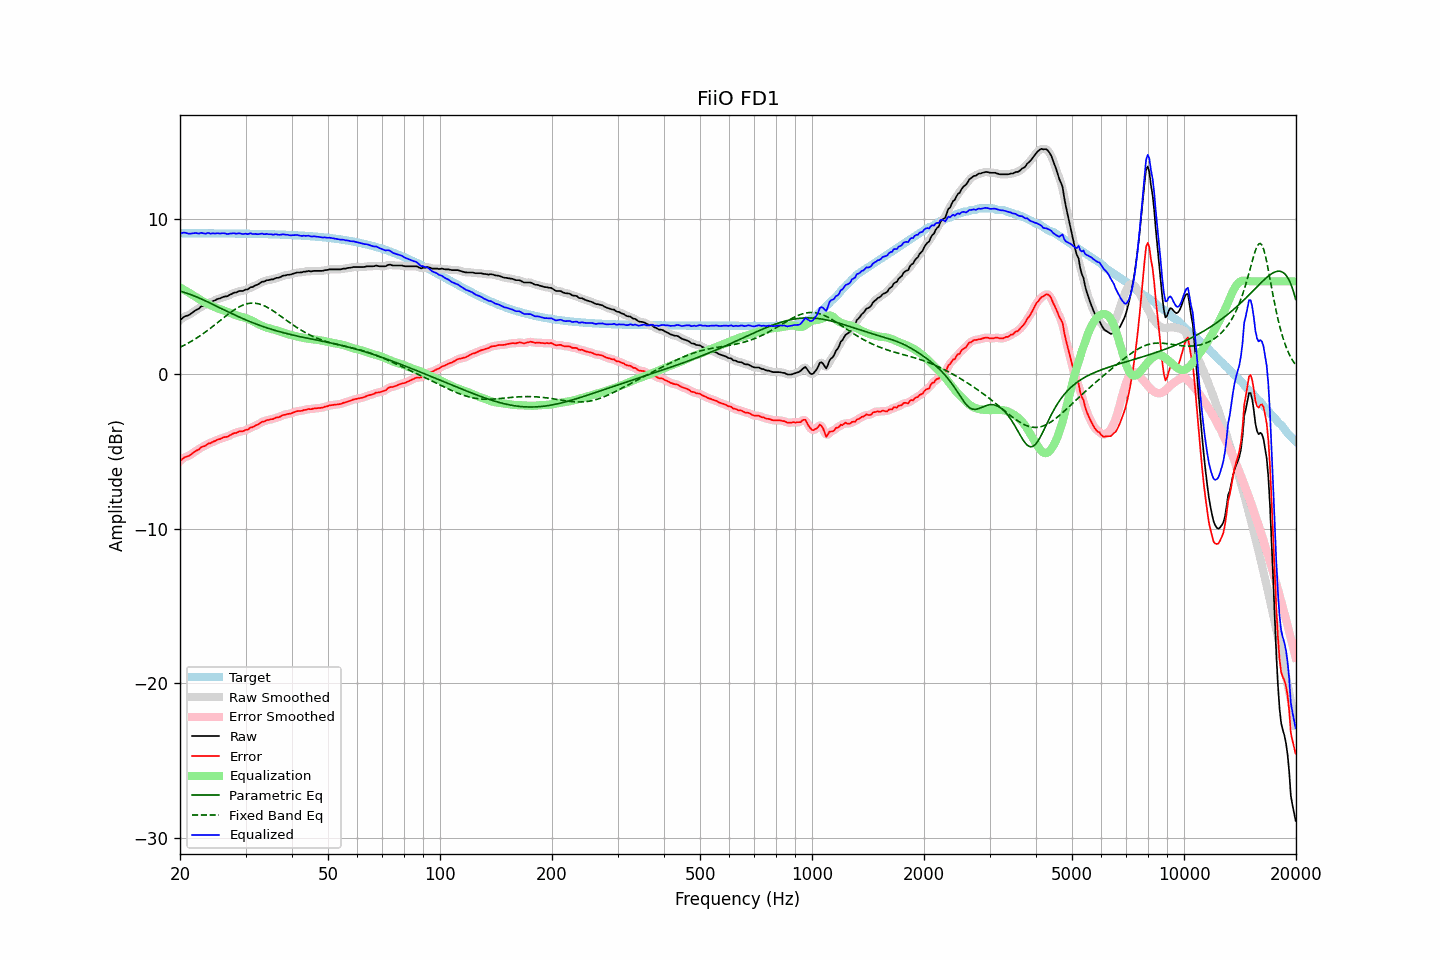 FiiO FD1
Amplitude (dBr)
10
0
−10
−20
−30
Target
Raw Smoothed
Error Smoothed
Raw
Error
Equalization
Parametric Eq
Fixed Band Eq
Equalized
20 50 100 200 500 1000 2000 5000 10000 20000
Frequency (Hz)